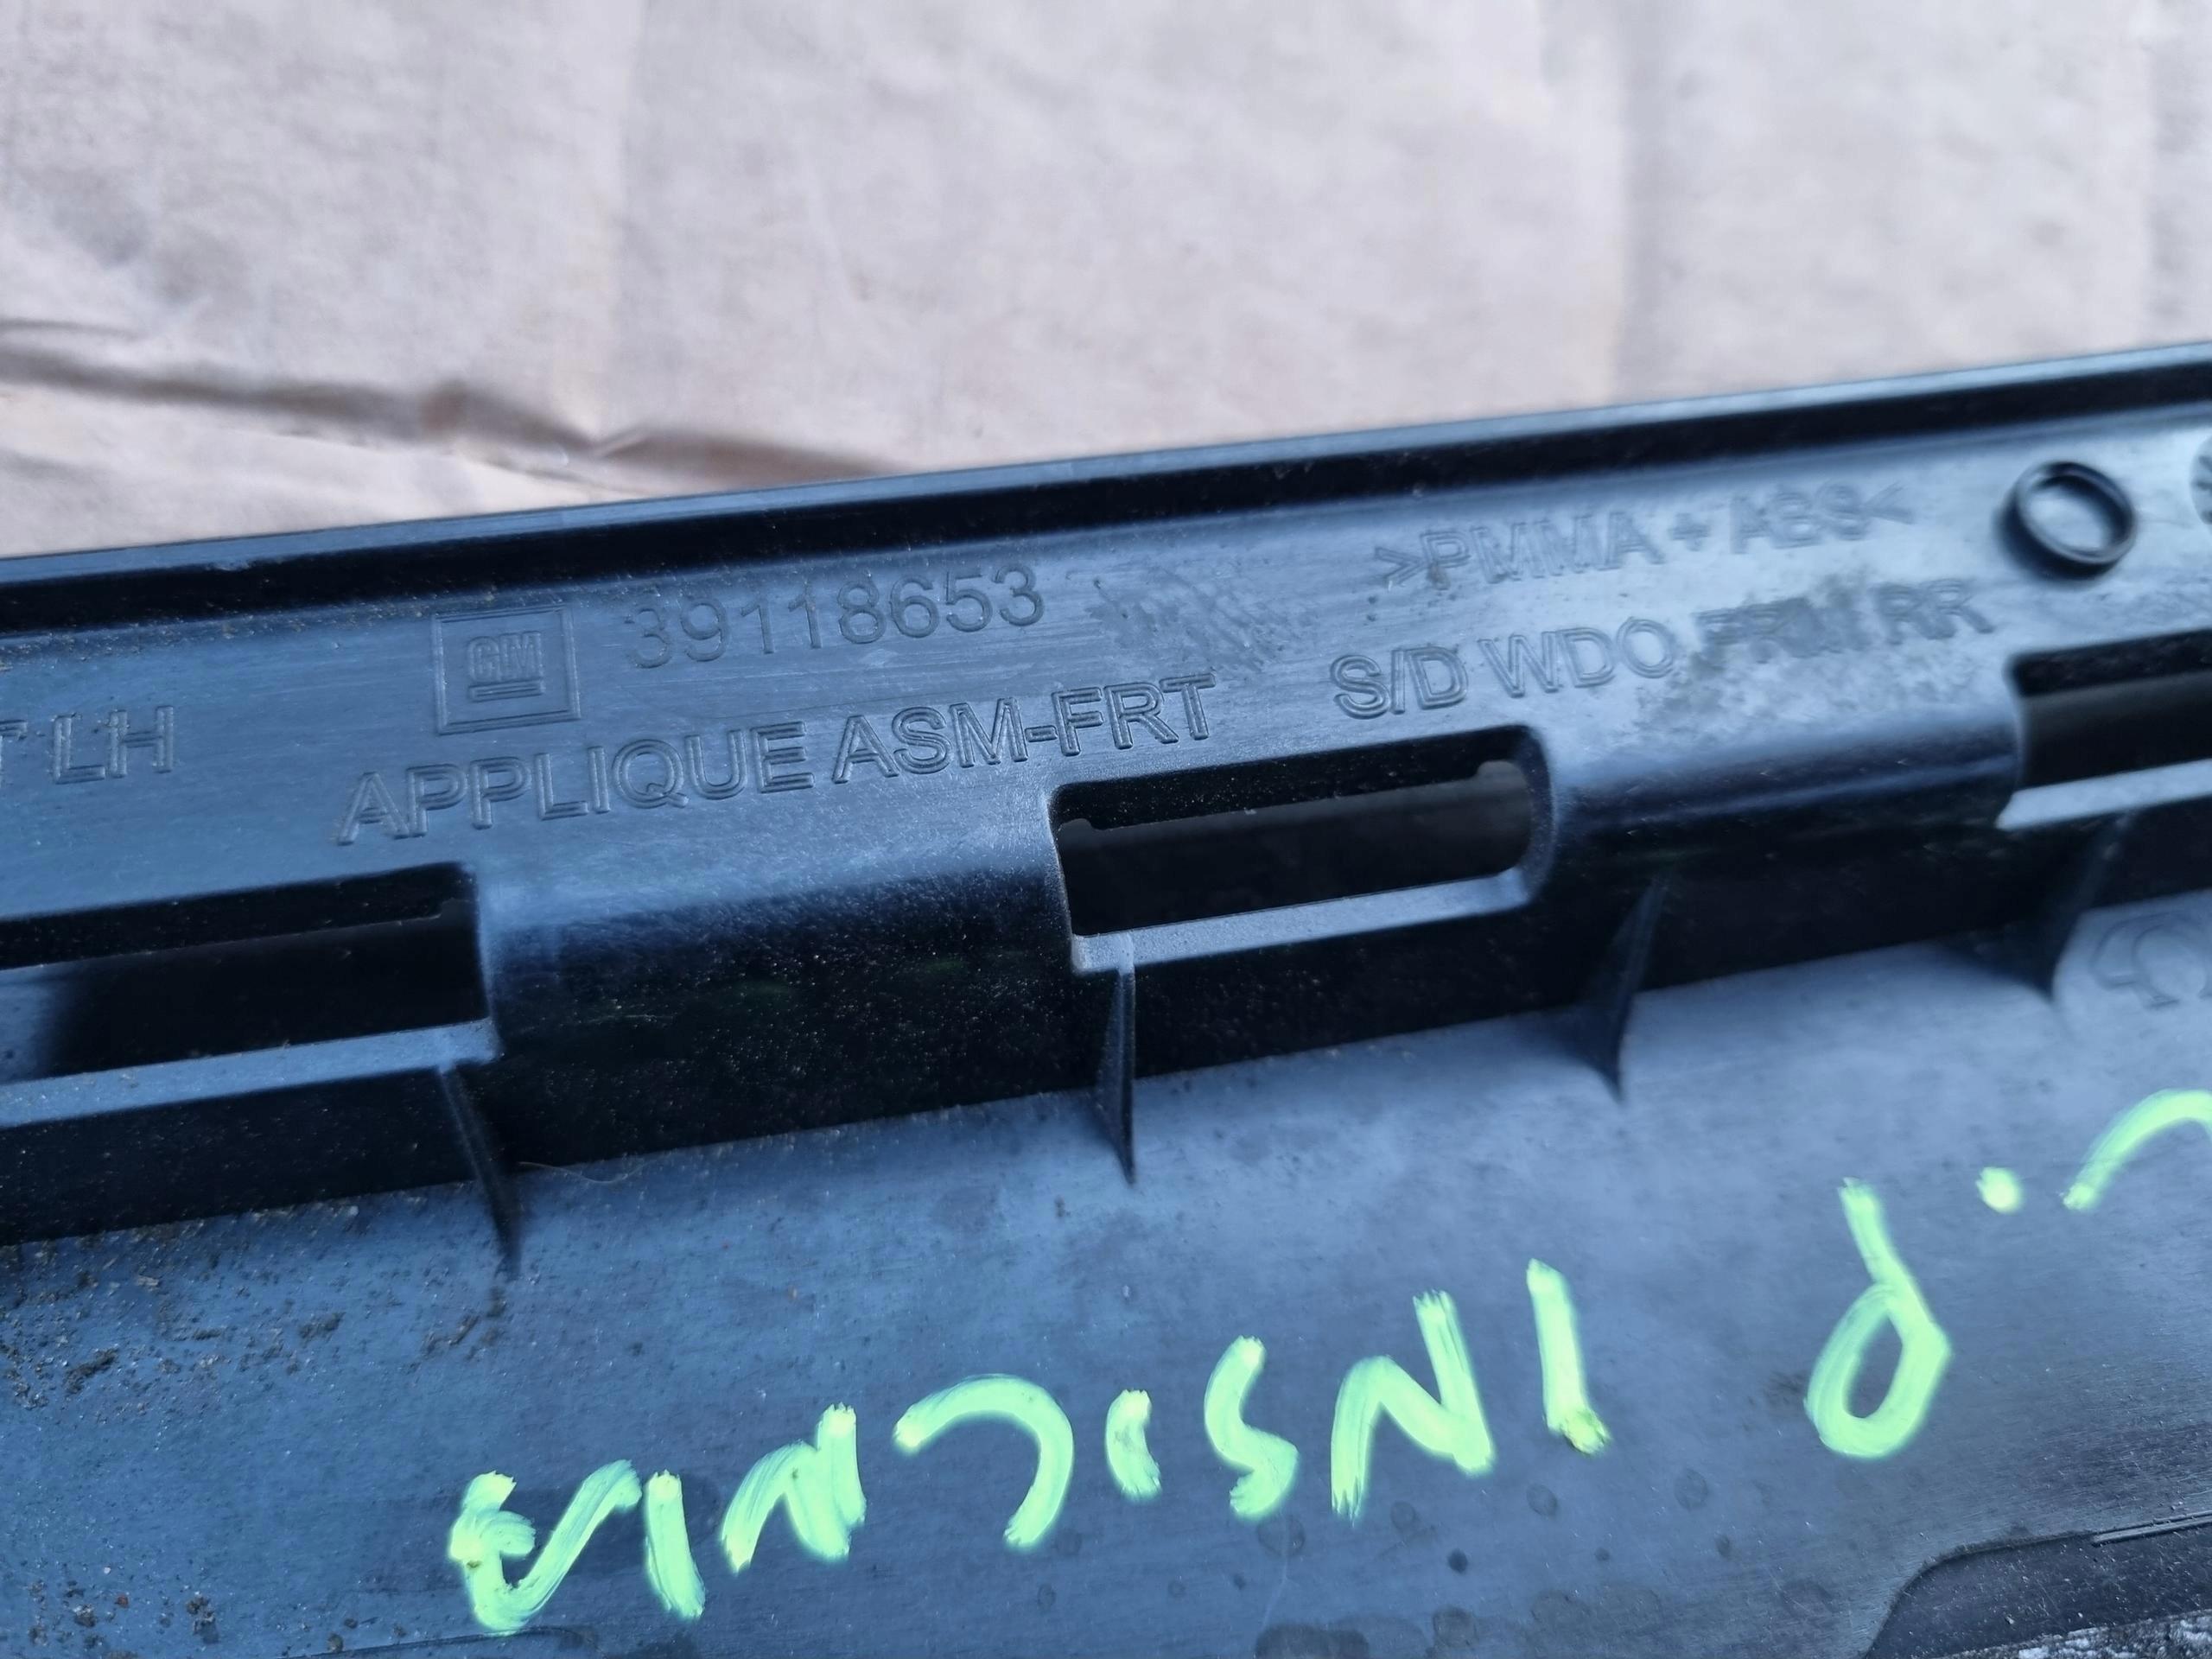 GM 39118653 >PMMA + ABS<
LH APPLIQUE ASM-FRT S/D WDO FRM RR
P INSIGNIA